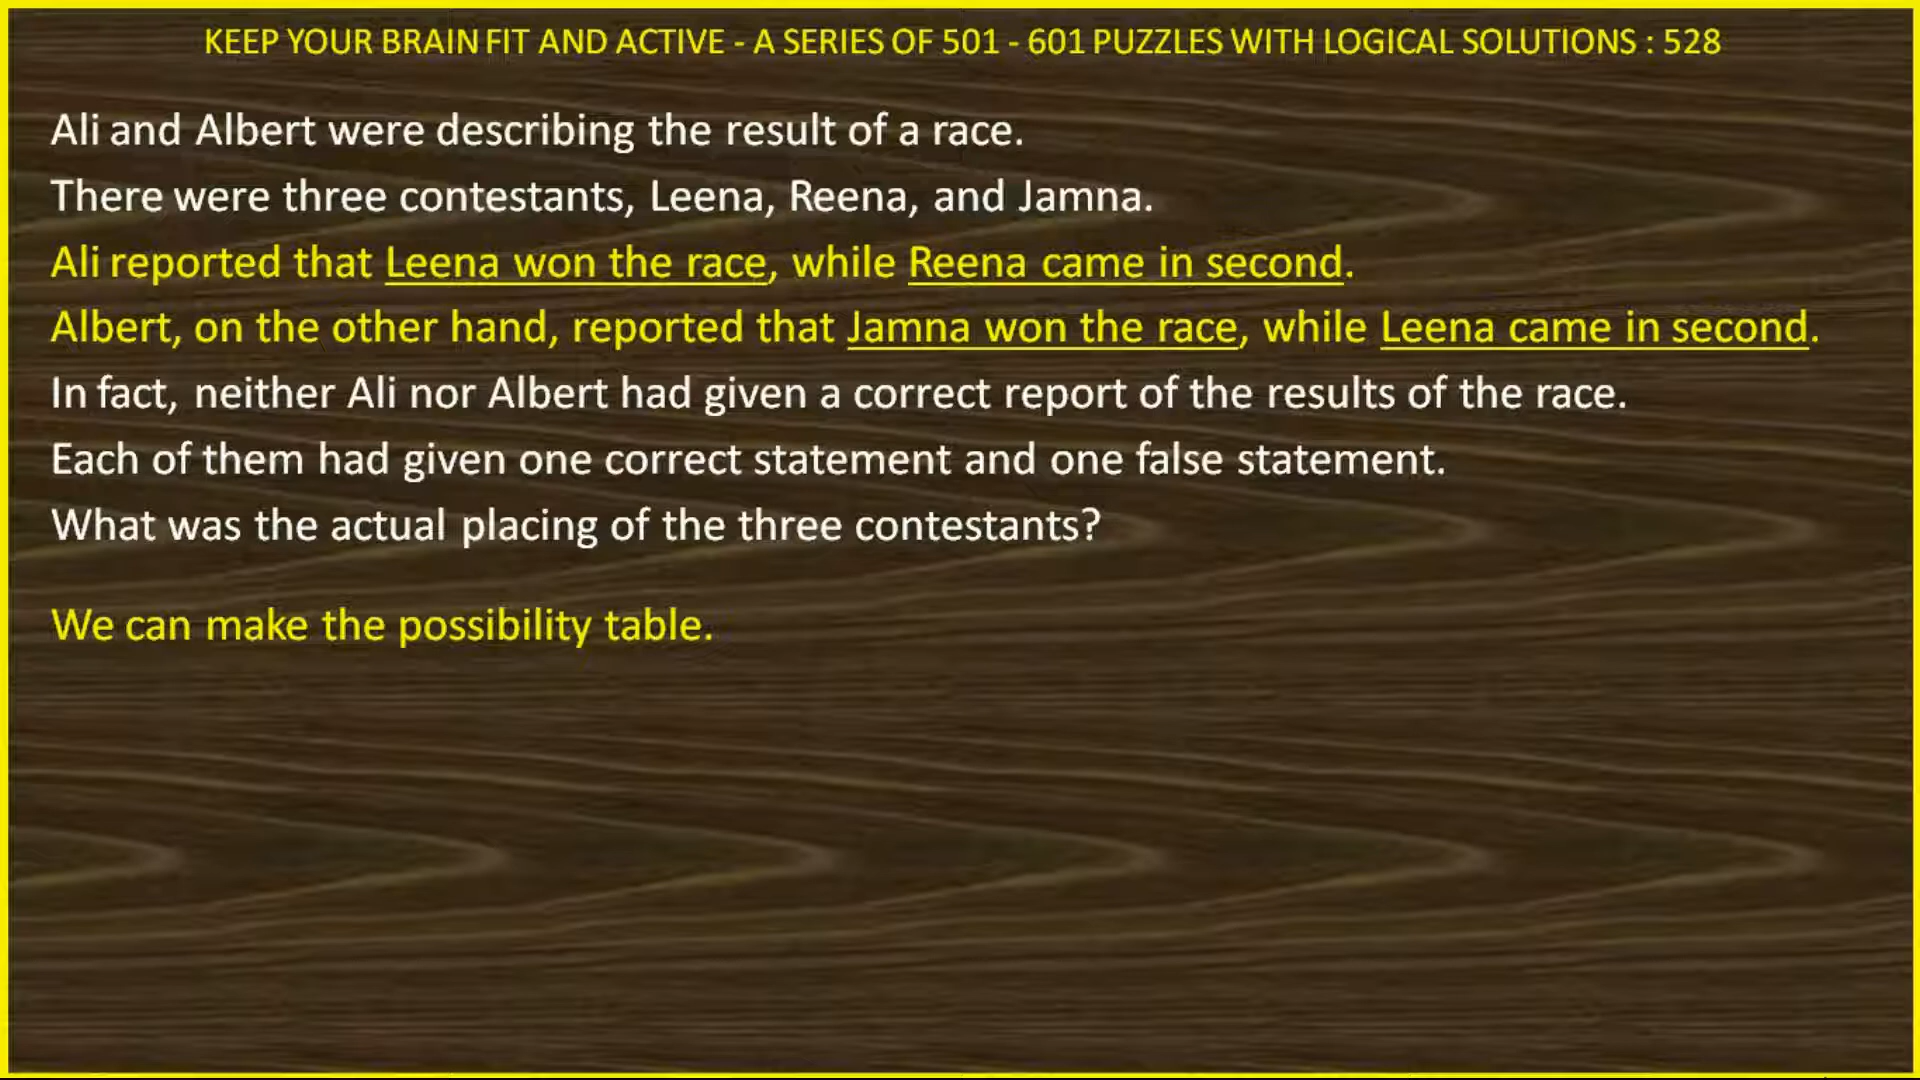 KEEP YOUR BRAIN FIT AND ACTIVE - A SERIES OF 501 - 601 PUZZLES WITH LOGICAL SOLUTIONS : 528
Ali and Albert were describing the result of a race.
There were three contestants, Leena, Reena, and Jamna.
Ali reported that Leena won the race, while Reena came in second.
Albert, on the other hand, reported that Jamna won the race, while Leena came in second.
In fact, neither Ali nor Albert had given a correct report of the results of the race.
Each of them had given one correct statement and one false statement.
What was the actual placing of the three contestants?
We can make the possibility table.